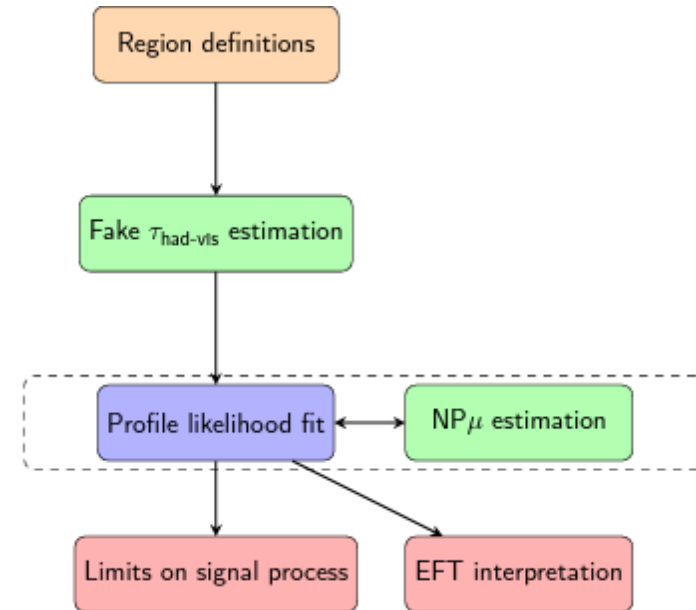 Region definitions
Fake τhad-vis estimation
Profile likelihood fit
NPμ estimation
Limits on signal process
EFT interpretation